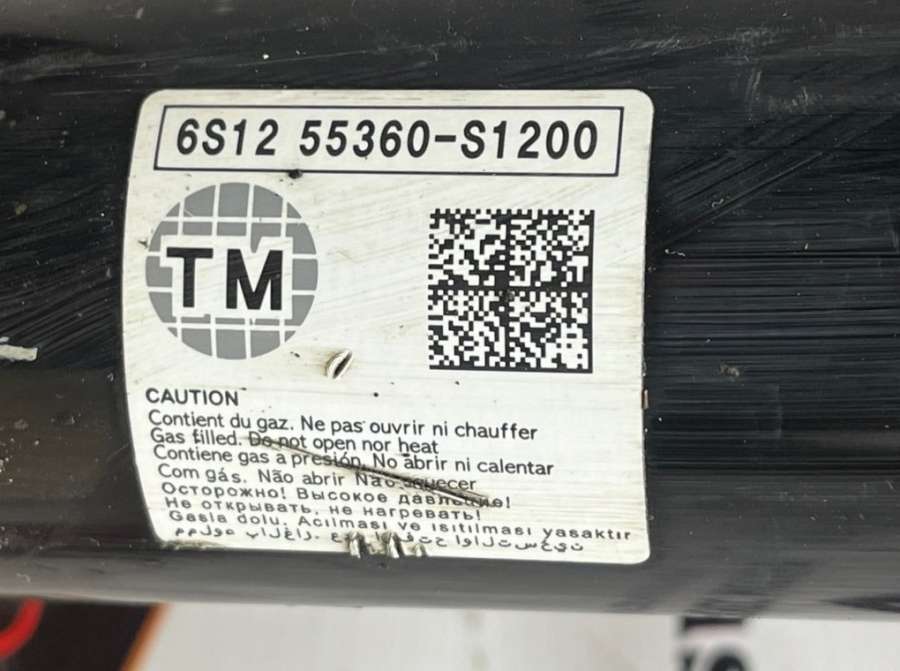 6S12 55360-S1200
TM
CAUTION
Contient du gaz. Ne pas ouvrir ni chauffer
Gas filled. Do not open nor heat
Contiene gas a presión. No abrir ni calentar
Com gás. Não abrir Não aquecer
Осторожно! Высокое давление!
Не открывать, не нагревать!
Gasla dolu. Acılması ve ısıtılması yasaktır